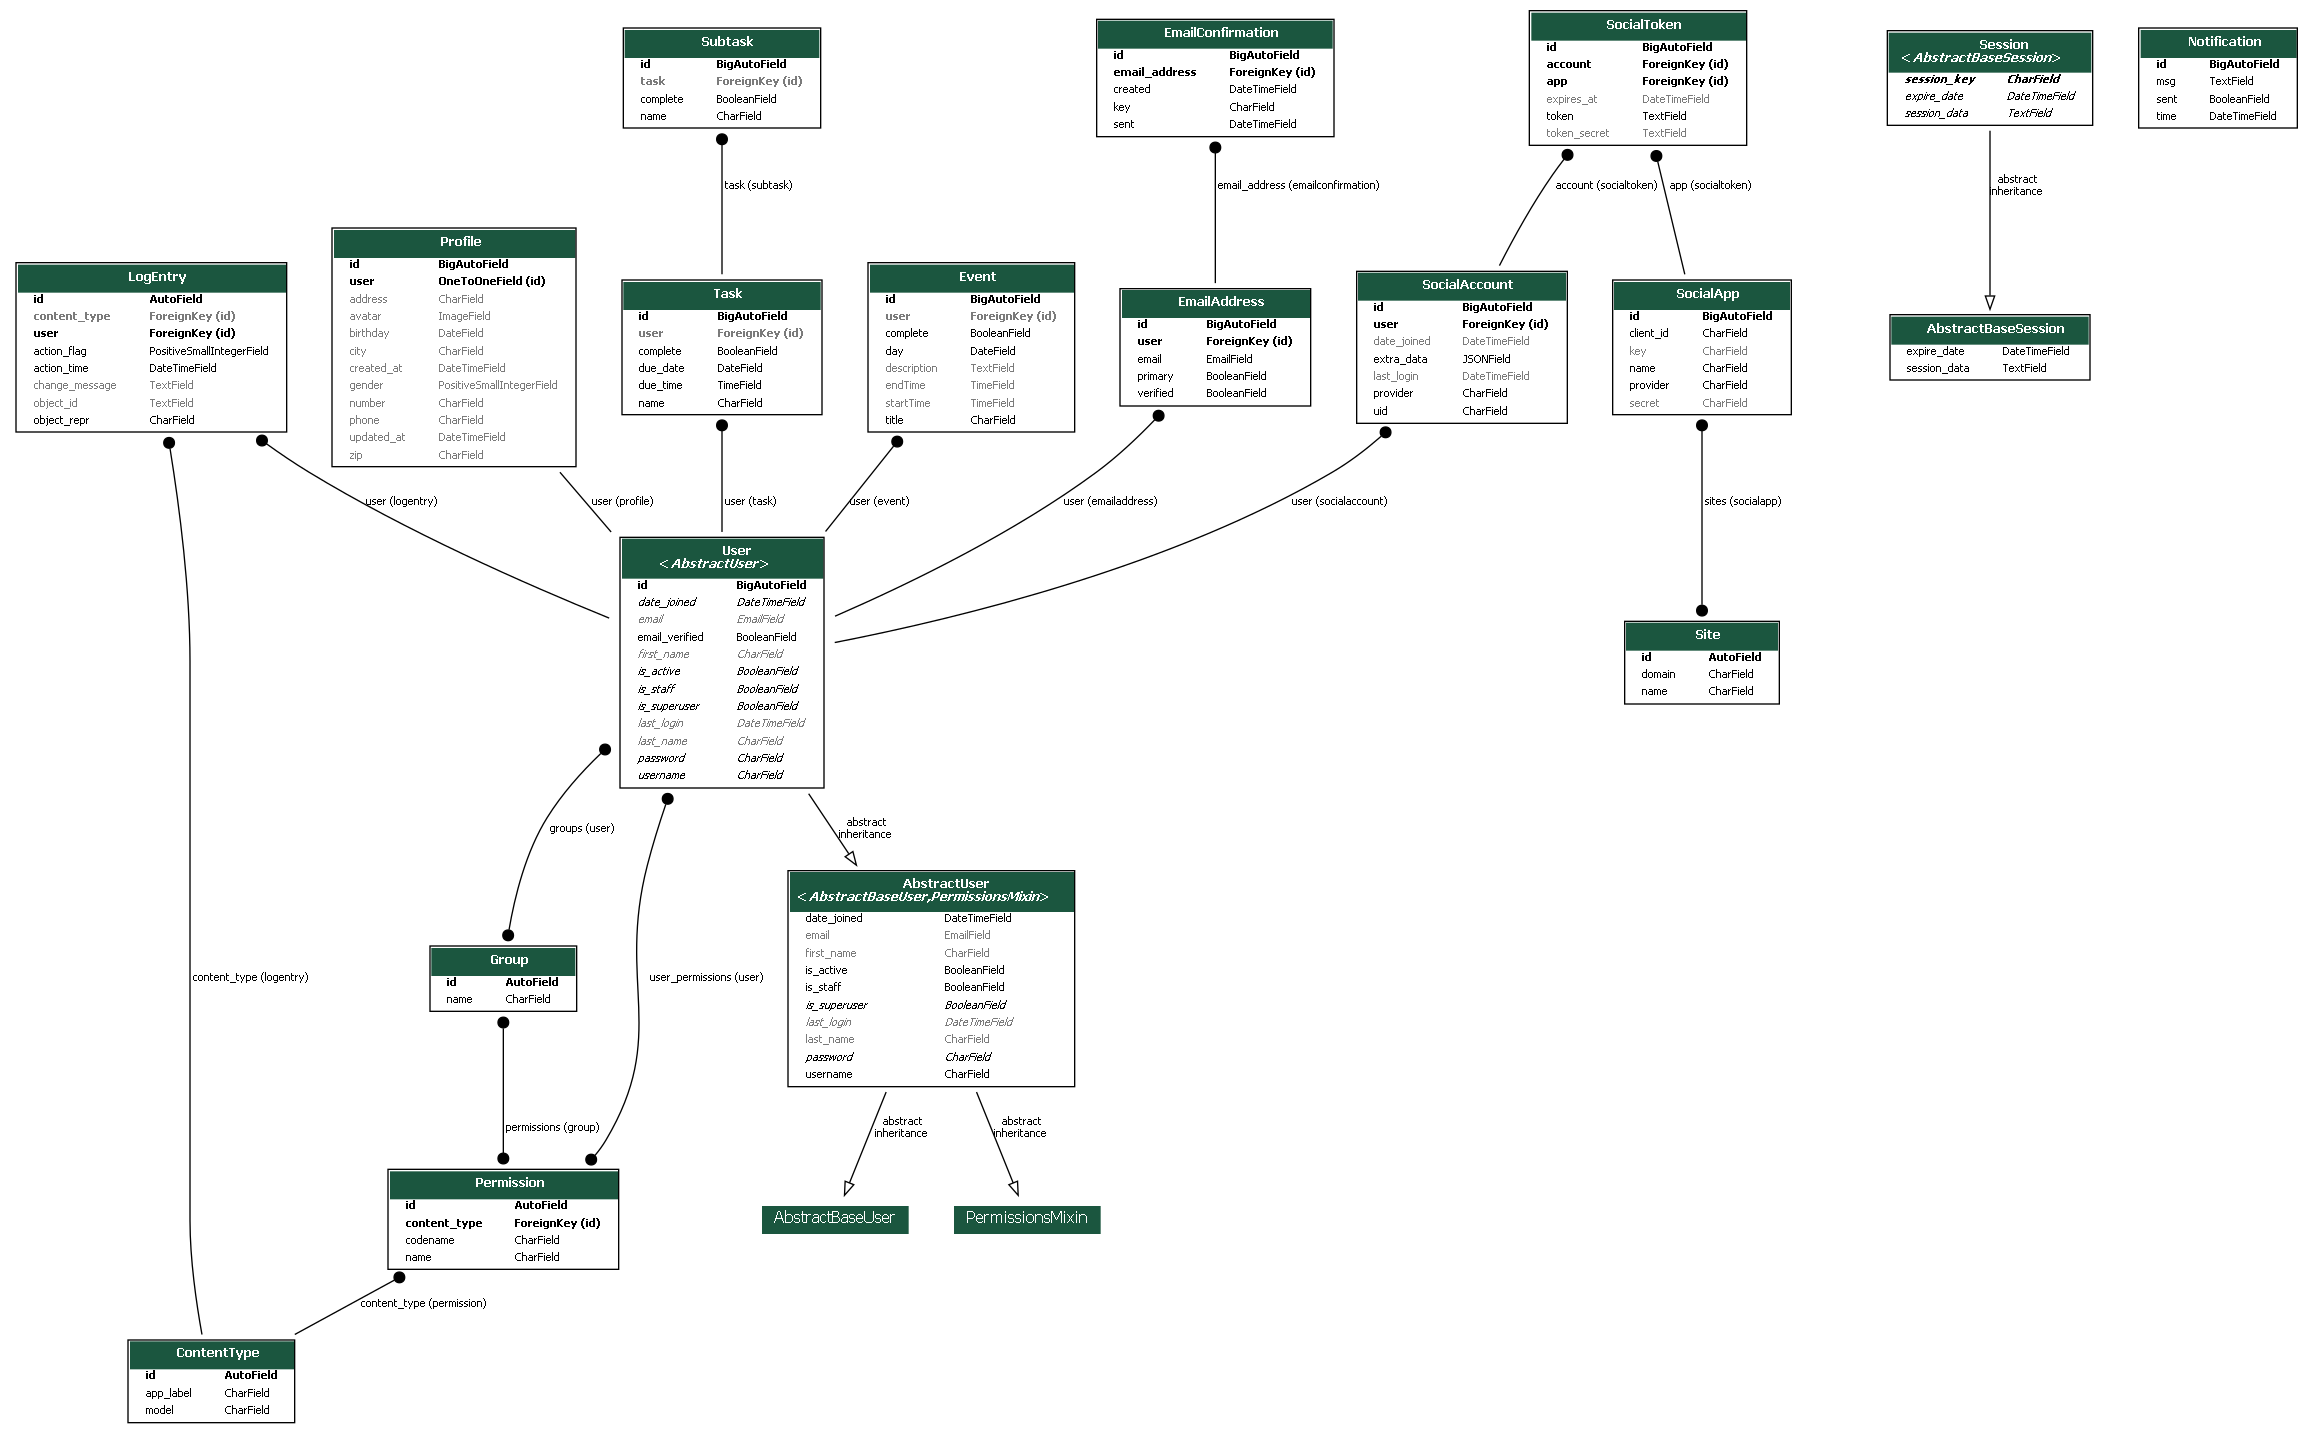 Subtask
id BigAutoField
task ForeignKey (id)
complete BooleanField
name CharField
EmailConfirmation
id BigAutoField
email_address ForeignKey (id)
created DateTimeField
key CharField
sent DateTimeField
SocialToken
id BigAutoField
account ForeignKey (id)
app ForeignKey (id)
expires_at DateTimeField
token TextField
token_secret TextField
Session
<AbstractBaseSession>
session_key CharField
expire_date DateTimeField
session_data TextField
Notification
id BigAutoField
msg TextField
sent BooleanField
time DateTimeField
task (subtask)
email_address (emailconfirmation)
account (socialtoken)
app (socialtoken)
abstract
inheritance
LogEntry
id AutoField
content_type ForeignKey (id)
user ForeignKey (id)
action_flag PositiveSmallIntegerField
action_time DateTimeField
change_message TextField
object_id TextField
object_repr CharField
Profile
id BigAutoField
user OneToOneField (id)
address CharField
avatar ImageField
birthday DateField
city CharField
created_at DateTimeField
gender PositiveSmallIntegerField
number CharField
phone CharField
updated_at DateTimeField
zip CharField
Task
id BigAutoField
user ForeignKey (id)
complete BooleanField
due_date DateField
due_time TimeField
name CharField
Event
id BigAutoField
user ForeignKey (id)
complete BooleanField
day DateField
description TextField
endTime TimeField
startTime TimeField
title CharField
EmailAddress
id BigAutoField
user ForeignKey (id)
email EmailField
primary BooleanField
verified BooleanField
SocialAccount
id BigAutoField
user ForeignKey (id)
date_joined DateTimeField
extra_data JSONField
last_login DateTimeField
provider CharField
uid CharField
SocialApp
id BigAutoField
client_id CharField
key CharField
name CharField
provider CharField
secret CharField
AbstractBaseSession
expire_date DateTimeField
session_data TextField
user (logentry)
user (profile)
user (task)
user (event)
user (emailaddress)
user (socialaccount)
sites (socialapp)
User
<AbstractUser>
id BigAutoField
date_joined DateTimeField
email EmailField
email_verified BooleanField
first_name CharField
is_active BooleanField
is_staff BooleanField
is_superuser BooleanField
last_login DateTimeField
last_name CharField
password CharField
username CharField
Site
id AutoField
domain CharField
name CharField
groups (user)
abstract
inheritance
AbstractUser
<AbstractBaseUser,PermissionsMixin>
date_joined DateTimeField
email EmailField
first_name CharField
is_active BooleanField
is_staff BooleanField
is_superuser BooleanField
last_login DateTimeField
last_name CharField
password CharField
username CharField
Group
id AutoField
name CharField
content_type (logentry)
user_permissions (user)
permissions (group)
abstract
inheritance
abstract
inheritance
Permission
id AutoField
content_type ForeignKey (id)
codename CharField
name CharField
AbstractBaseUser
PermissionsMixin
content_type (permission)
ContentType
id AutoField
app_label CharField
model CharField